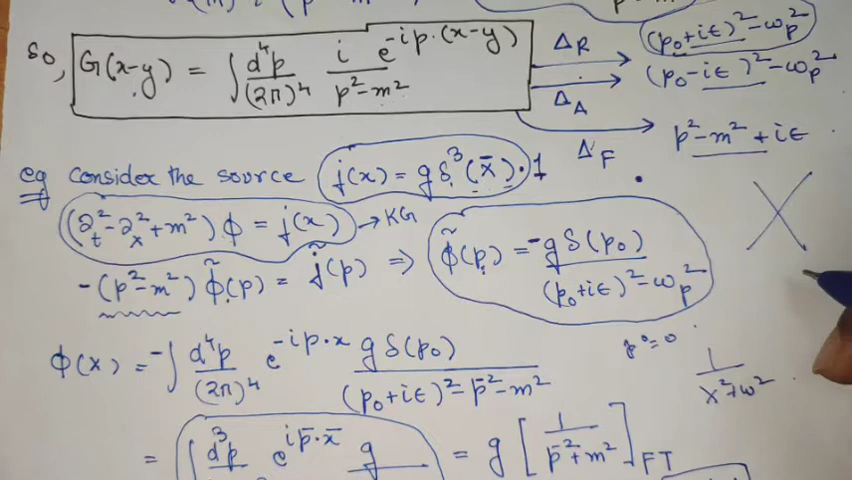 so, G(x-y) = ∫ d⁴p/(2π)⁴ i/(p²-m²) e^{-ip·(x-y)}
Δ_R (p₀+iε)² - ω_p²
Δ_A (p₀-iε)² - ω_p²
Δ_F p²-m²+iε
eg Consider the source j(x) = gδ³(x̄)·1
(∂_t² - ∂_x² + m²) ϕ = j(x) → KG
-(p²-m²) ϕ̃(p) = j̃(p) ⇒ ϕ̃(p) = -gδ(p₀)/((p₀+iε)² - ω_p²)
ϕ(x) = -∫ d⁴p/(2π)⁴ e^{-ip·x} gδ(p₀)/((p₀+iε)² - p̄² - m²)
p⁰=0
1/(x²+ω²)
= ∫ d³p e^{ip̄·x̄} g = g [1/(p̄²+m²)]_FT